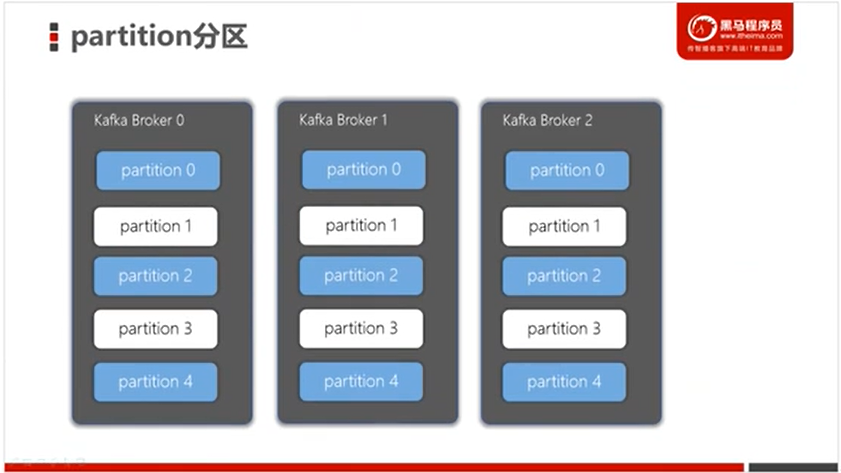 partition分区
黑马程序员
www.itheima.com
传智播客旗下高端IT教育品牌
Kafka Broker 0
partition 0
partition 1
partition 2
partition 3
partition 4
Kafka Broker 1
partition 0
partition 1
partition 2
partition 3
partition 4
Kafka Broker 2
partition 0
partition 1
partition 2
partition 3
partition 4